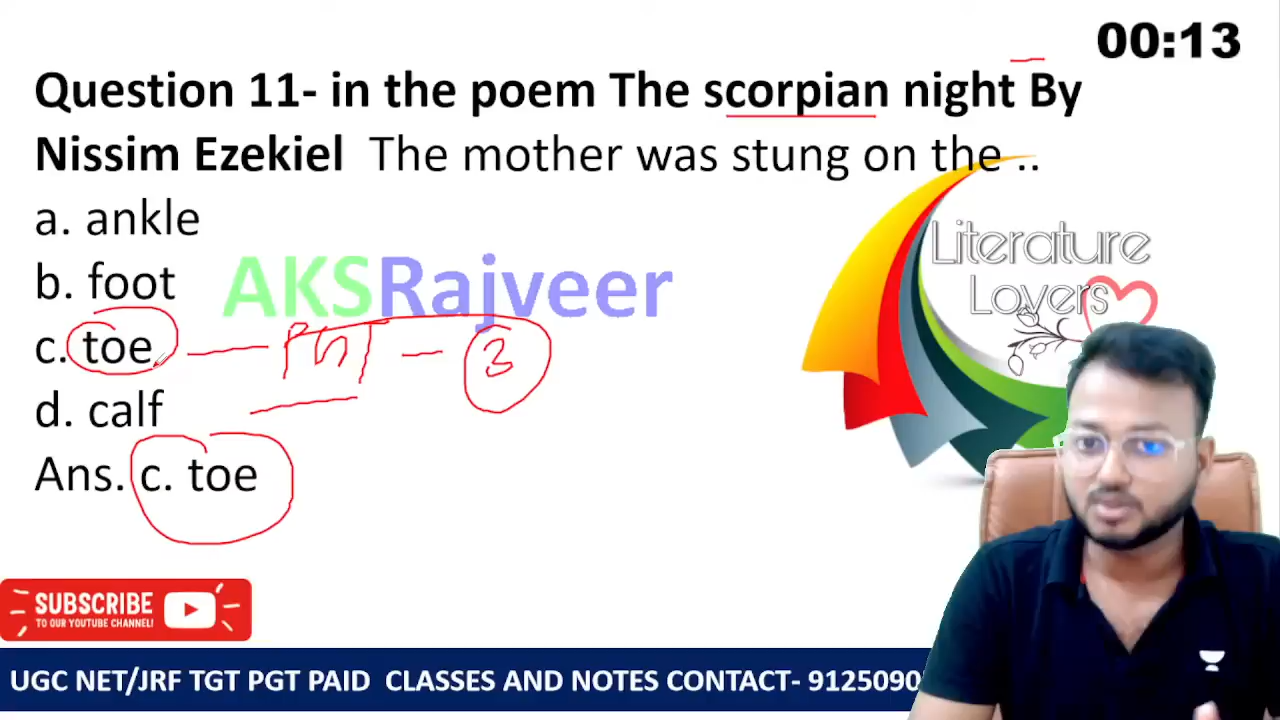 00:13
Question 11- in the poem The scorpian night By
Nissim Ezekiel The mother was stung on the ..
a. ankle
b. foot
c. toe
d. calf
Ans. c. toe
AKSRajveer
Literature
Lovers
PGT - 3
SUBSCRIBE
TO OUR YOUTUBE CHANNEL!
UGC NET/JRF TGT PGT PAID CLASSES AND NOTES CONTACT- 9125090